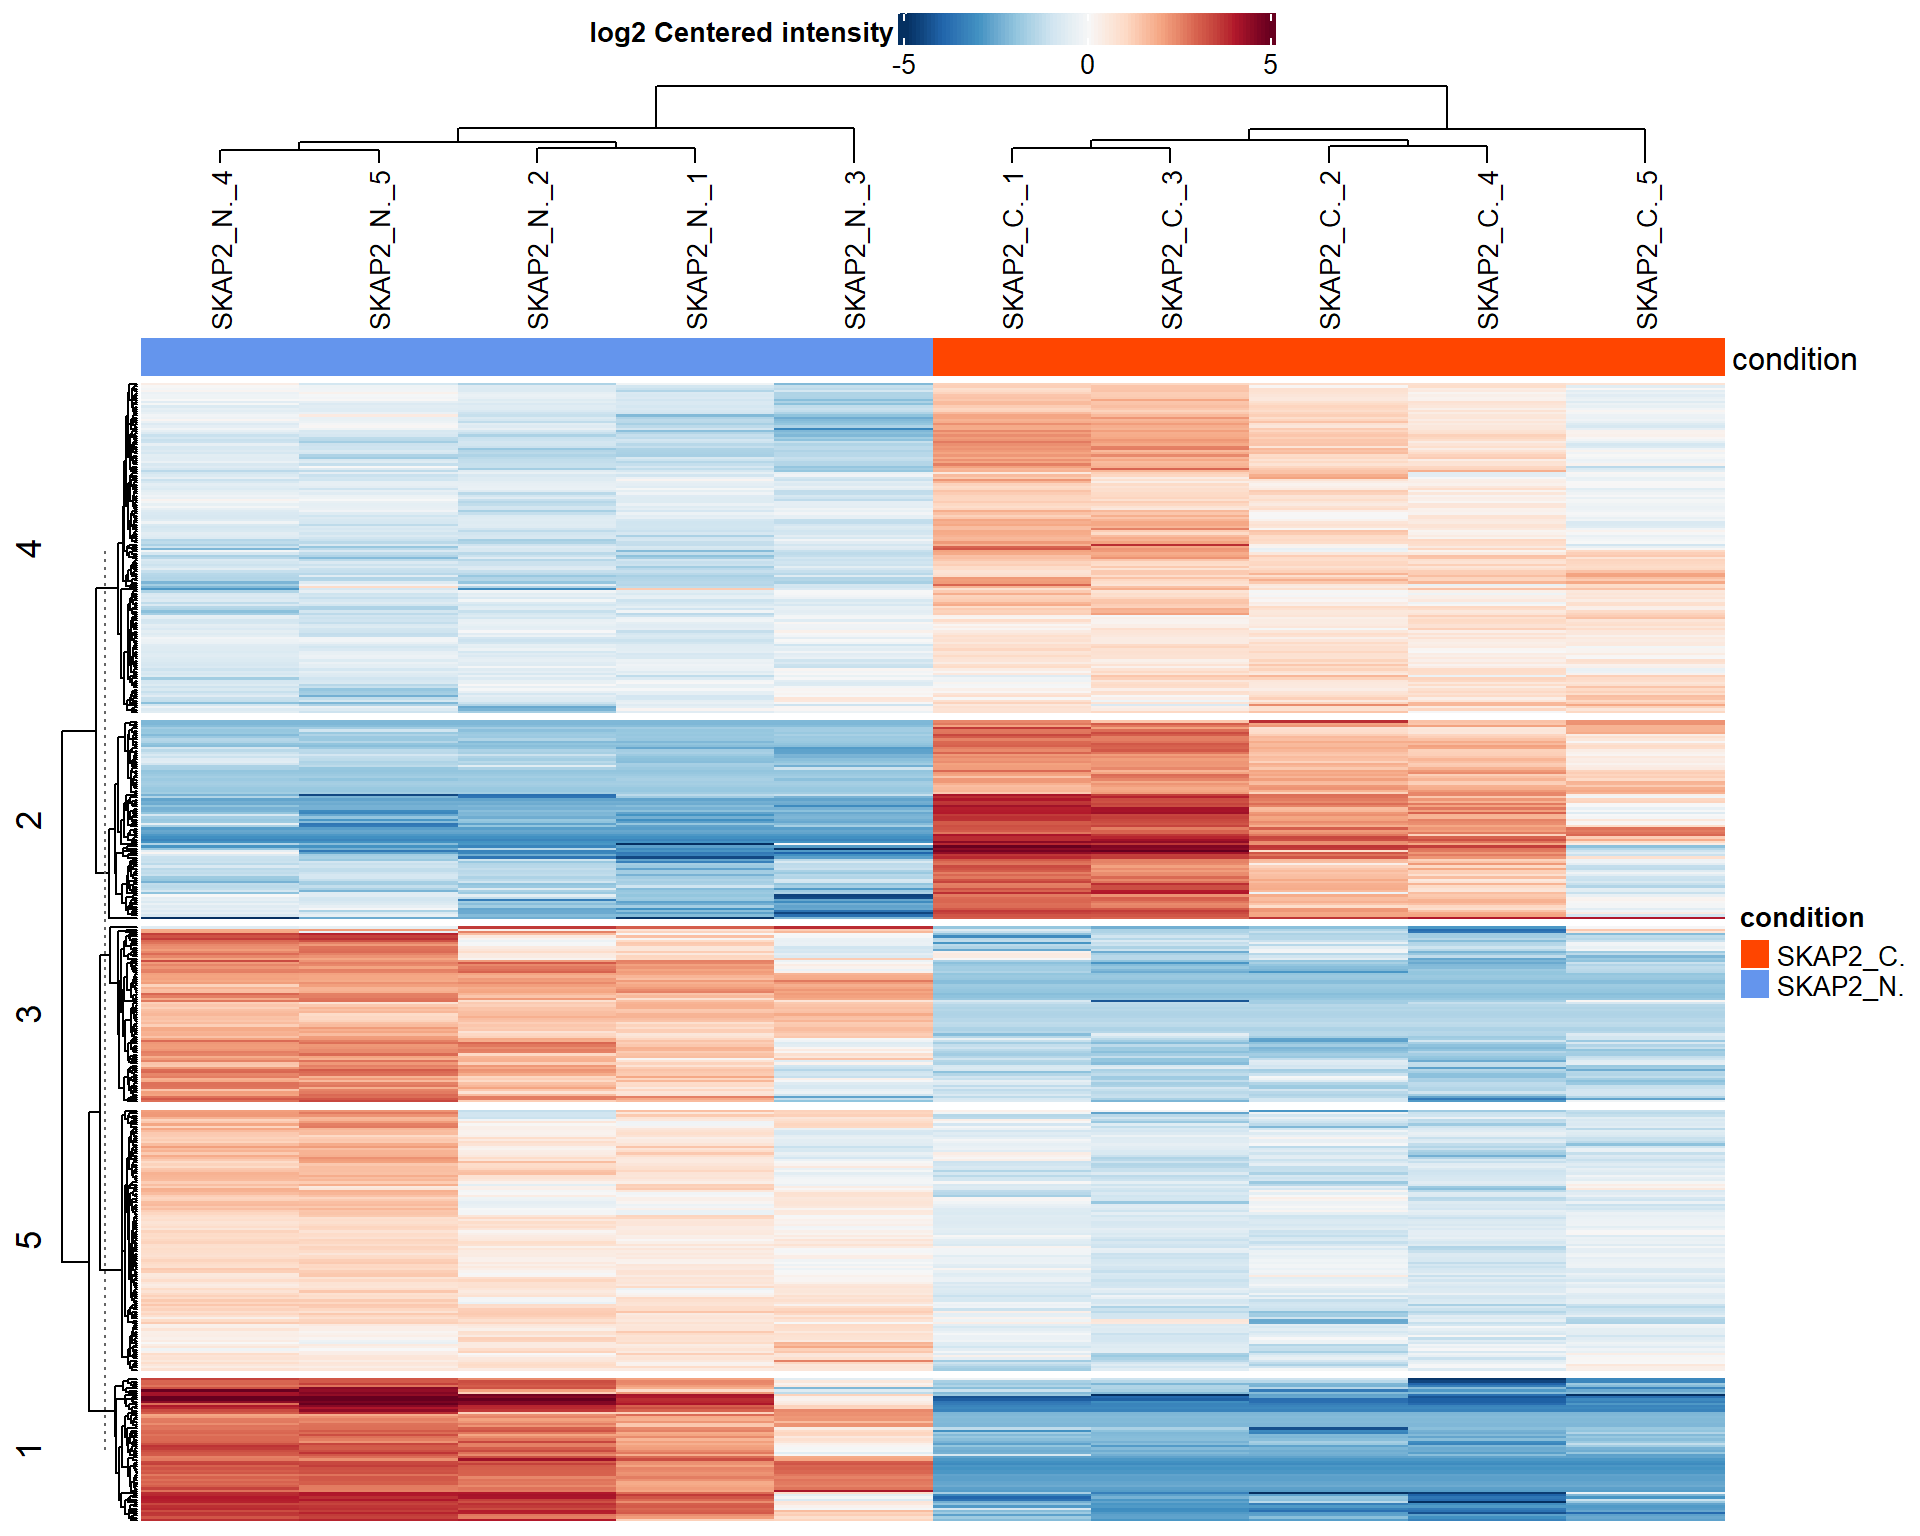 log2 Centered intensity
-5 0 5
SKAP2_N._4
SKAP2_N._5
SKAP2_N._2
SKAP2_N._1
SKAP2_N._3
SKAP2_C._1
SKAP2_C._3
SKAP2_C._2
SKAP2_C._4
SKAP2_C._5
condition
4
2
3
5
1
condition
SKAP2_C.
SKAP2_N.